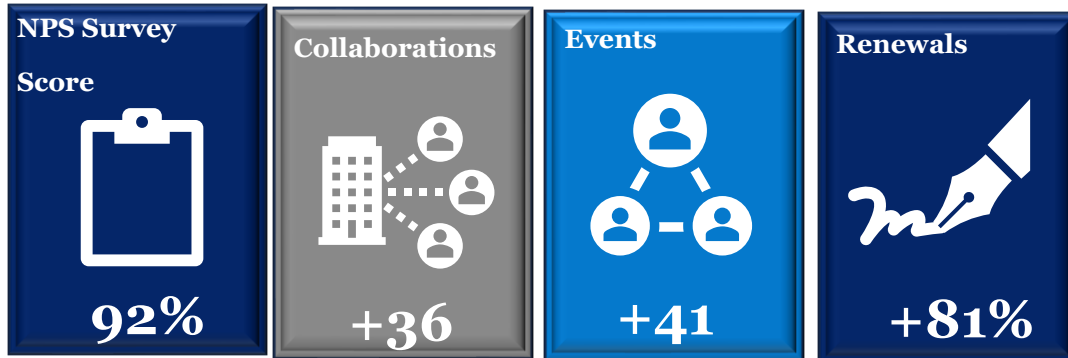 NPS Survey
Score
92%
Collaborations
+36
Events
+41
Renewals
+81%